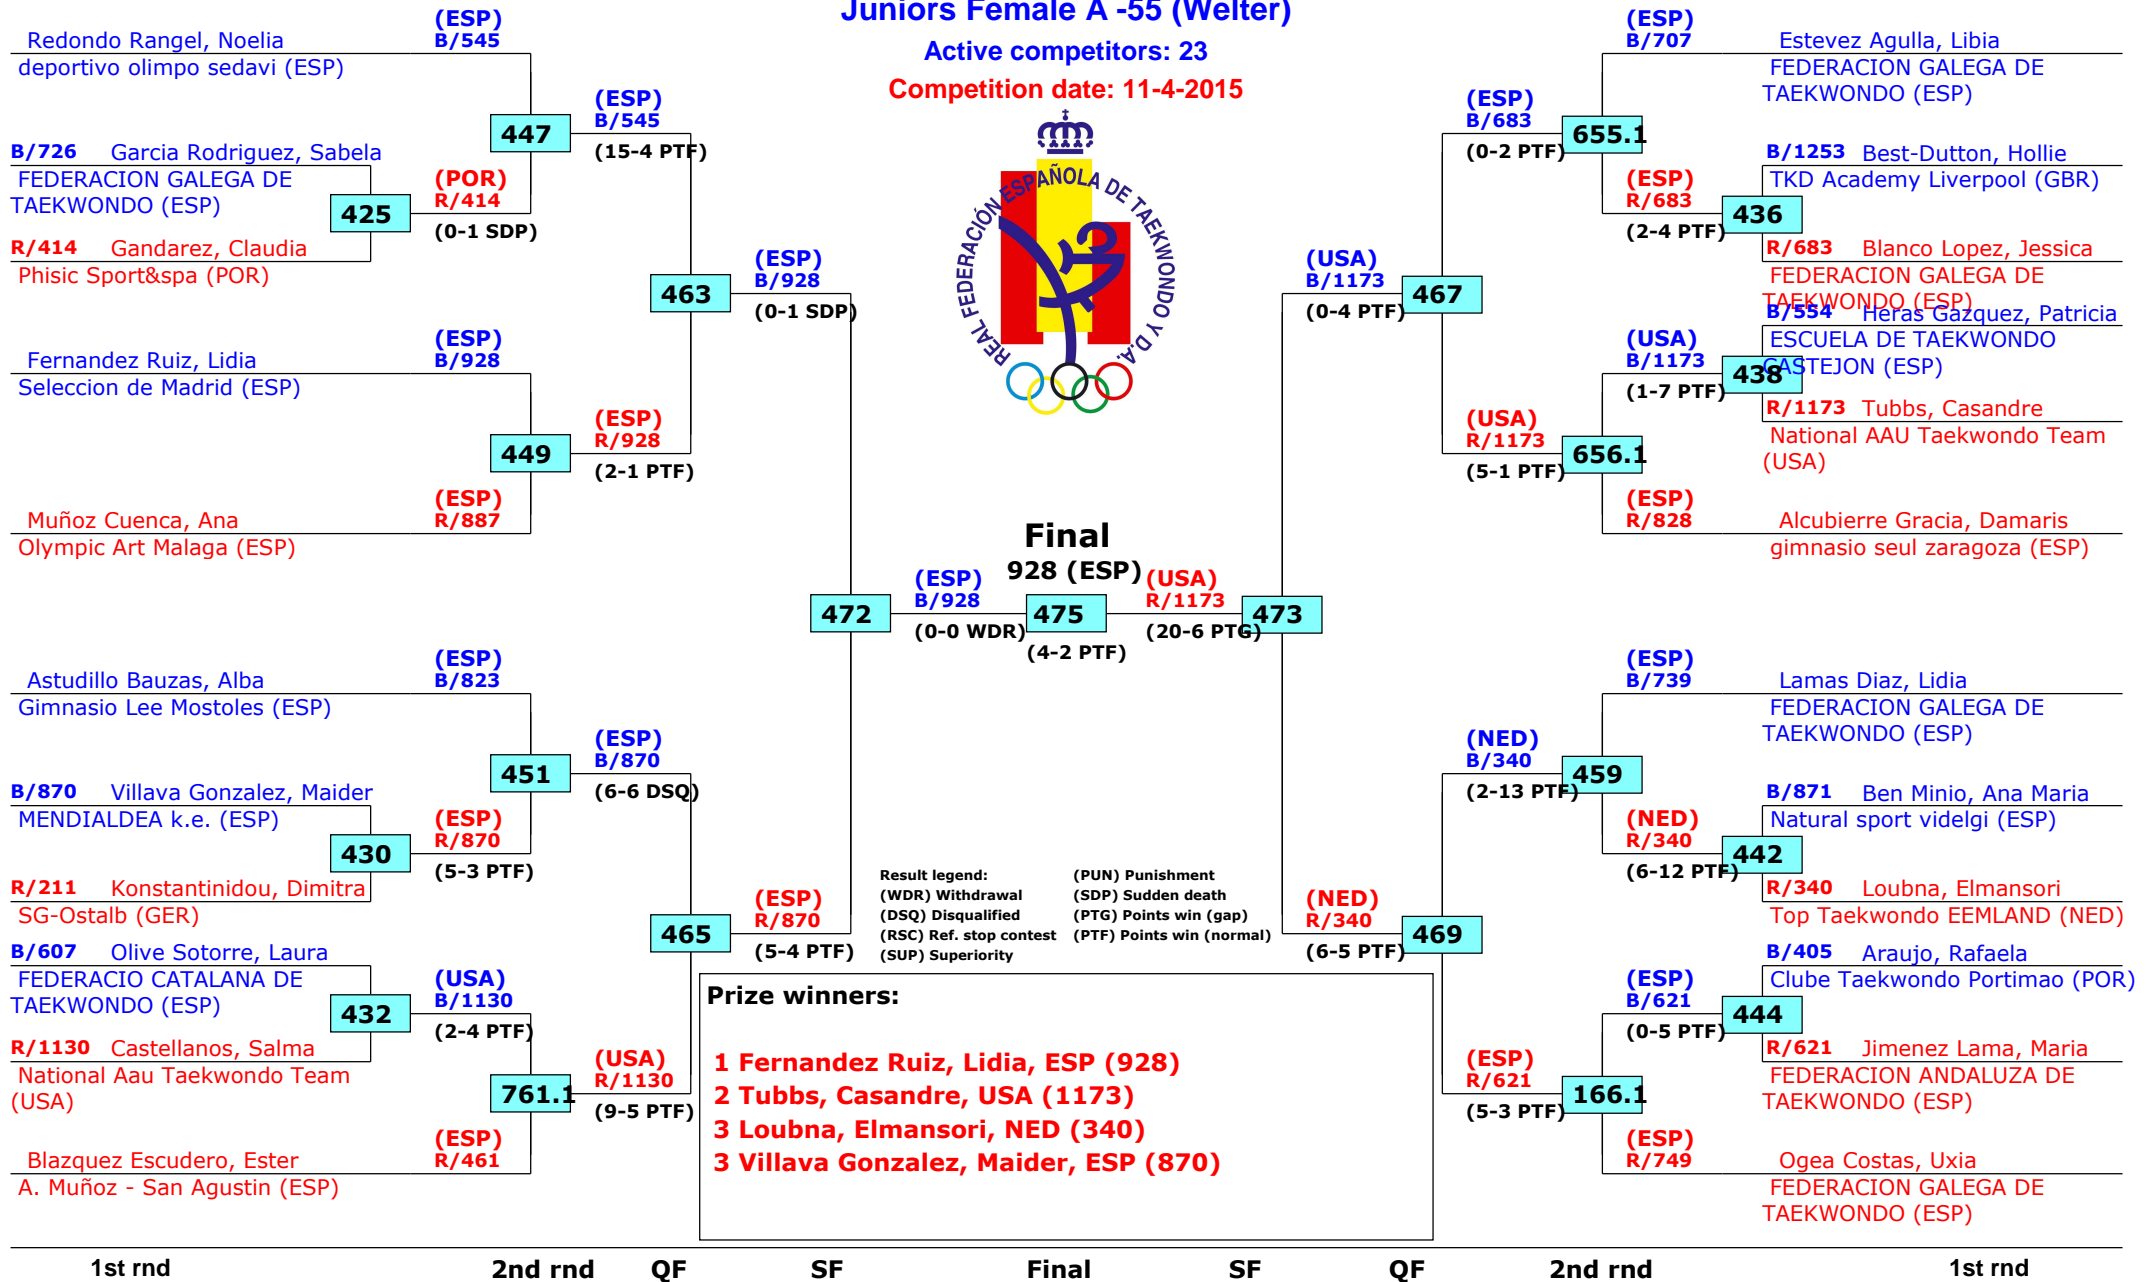 Juniors Female A -55 (Welter)
Active competitors: 23
Competition date: 11-4-2015
REAL FEDERACIÓN ESPAÑOLA DE TAEKWONDO Y D.A.
Redondo Rangel, Noelia
deportivo olimpo sedavi (ESP)
(ESP)
B/545
B/726 Garcia Rodriguez, Sabela
FEDERACION GALEGA DE
TAEKWONDO (ESP)
425
R/414 Gandarez, Claudia
Phisic Sport&spa (POR)
(POR)
R/414
(0-1 SDP)
447
(ESP)
B/545
(15-4 PTF)
Fernandez Ruiz, Lidia
Seleccion de Madrid (ESP)
(ESP)
B/928
449
(ESP)
R/928
(2-1 PTF)
Muñoz Cuenca, Ana
Olympic Art Malaga (ESP)
(ESP)
R/887
463
(ESP)
B/928
(0-1 SDP)
Astudillo Bauzas, Alba
Gimnasio Lee Mostoles (ESP)
(ESP)
B/823
B/870 Villava Gonzalez, Maider
MENDIALDEA k.e. (ESP)
430
R/211 Konstantinidou, Dimitra
SG-Ostalb (GER)
(ESP)
R/870
(5-3 PTF)
451
(ESP)
B/870
(6-6 DSQ)
B/607 Olive Sotorre, Laura
FEDERACIO CATALANA DE
TAEKWONDO (ESP)
432
R/1130 Castellanos, Salma
National Aau Taekwondo Team
(USA)
(USA)
B/1130
(2-4 PTF)
761.1
(USA)
R/1130
(9-5 PTF)
Blazquez Escudero, Ester
A. Muñoz - San Agustin (ESP)
(ESP)
R/461
465
(ESP)
R/870
(5-4 PTF)
472
(ESP)
B/928
(0-0 WDR)
Final
928 (ESP)
475
(4-2 PTF)
(USA)
R/1173
(20-6 PTG)
473
(ESP)
B/707
Estevez Agulla, Libia
FEDERACION GALEGA DE
TAEKWONDO (ESP)
B/1253 Best-Dutton, Hollie
TKD Academy Liverpool (GBR)
436
R/683 Blanco Lopez, Jessica
FEDERACION GALEGA DE
TAEKWONDO (ESP)
(ESP)
R/683
(2-4 PTF)
655.1
(ESP)
B/683
(0-2 PTF)
B/554 Heras Gazquez, Patricia
ESCUELA DE TAEKWONDO
CASTEJON (ESP)
438
R/1173 Tubbs, Casandre
National AAU Taekwondo Team
(USA)
(USA)
B/1173
(1-7 PTF)
656.1
(USA)
R/1173
(5-1 PTF)
(ESP)
R/828
Alcubierre Gracia, Damaris
gimnasio seul zaragoza (ESP)
467
(USA)
B/1173
(0-4 PTF)
(ESP)
B/739
Lamas Diaz, Lidia
FEDERACION GALEGA DE
TAEKWONDO (ESP)
B/871 Ben Minio, Ana Maria
Natural sport videlgi (ESP)
442
R/340 Loubna, Elmansori
Top Taekwondo EEMLAND (NED)
(NED)
R/340
(6-12 PTF)
459
(NED)
B/340
(2-13 PTF)
B/405 Araujo, Rafaela
Clube Taekwondo Portimao (POR)
444
R/621 Jimenez Lama, Maria
FEDERACION ANDALUZA DE
TAEKWONDO (ESP)
(ESP)
B/621
(0-5 PTF)
166.1
(ESP)
R/621
(5-3 PTF)
(ESP)
R/749
Ogea Costas, Uxia
FEDERACION GALEGA DE
TAEKWONDO (ESP)
469
(NED)
R/340
(6-5 PTF)
Result legend: (PUN) Punishment
(WDR) Withdrawal (SDP) Sudden death
(DSQ) Disqualified (PTG) Points win (gap)
(RSC) Ref. stop contest (PTF) Points win (normal)
(SUP) Superiority
Prize winners:
1 Fernandez Ruiz, Lidia, ESP (928)
2 Tubbs, Casandre, USA (1173)
3 Loubna, Elmansori, NED (340)
3 Villava Gonzalez, Maider, ESP (870)
1st rnd 2nd rnd QF SF Final SF QF 2nd rnd 1st rnd